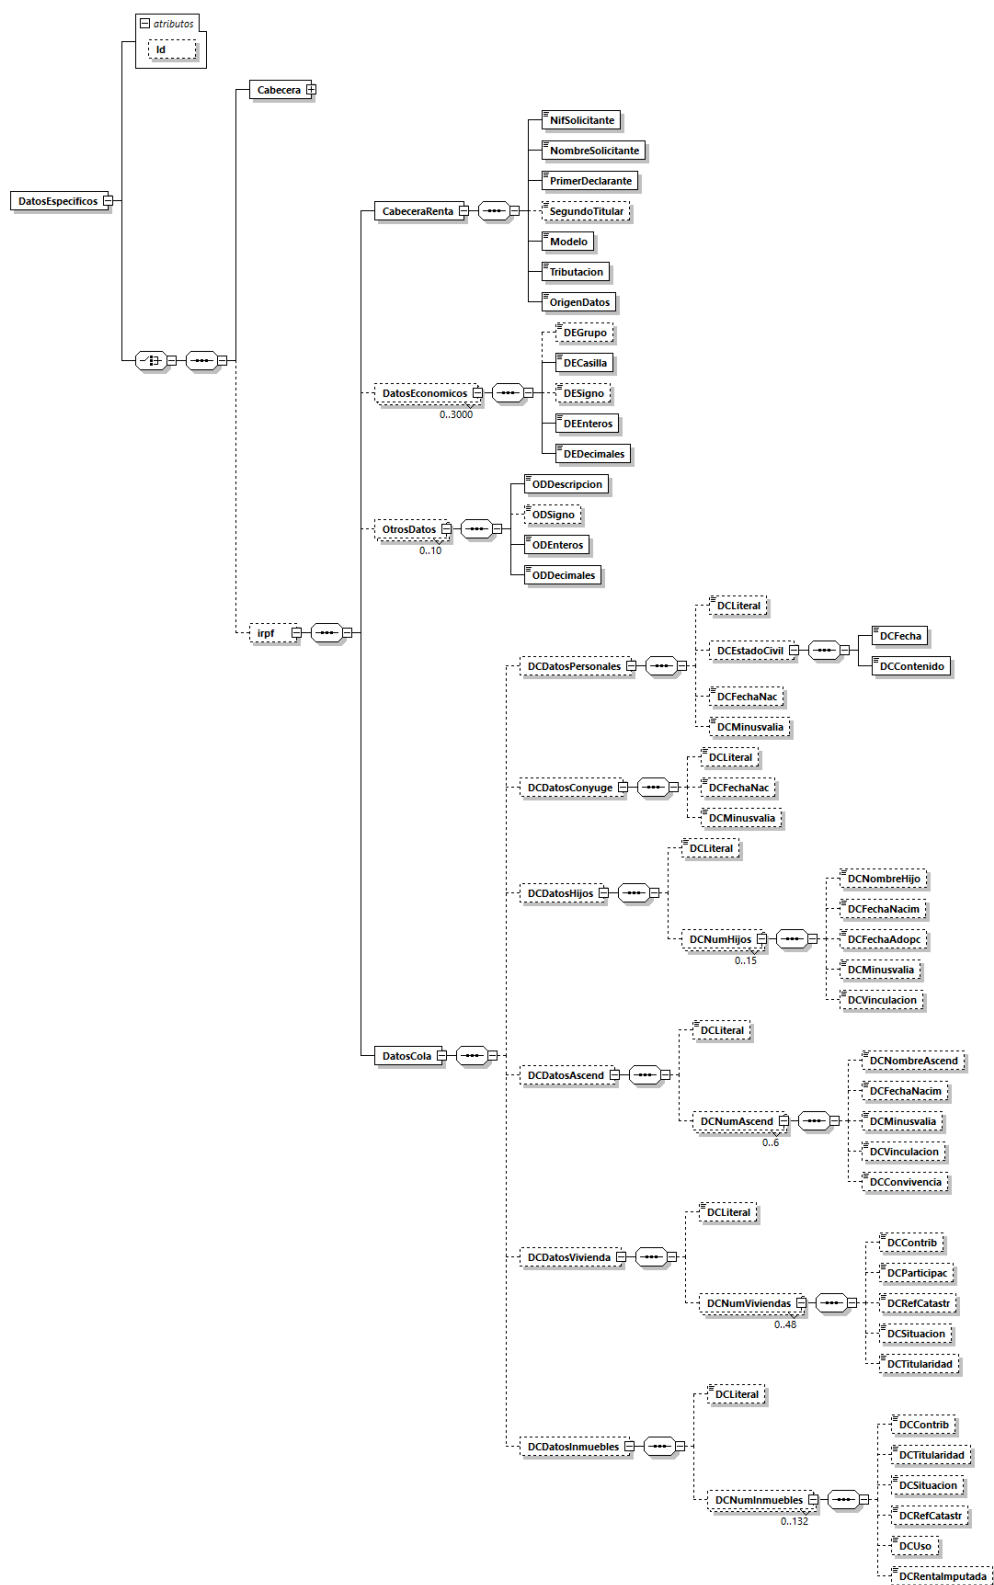 atributos
Id
Cabecera
NifSolicitante
NombreSolicitante
PrimerDeclarante
DatosEspecificos
CabeceraRenta
SegundoTitular
Modelo
Tributacion
OrigenDatos
DEGrupo
DECasilla
DatosEconomicos
DESigno
0..3000
DEEnteros
DEDecimales
ODDescripcion
ODSigno
OtrosDatos
0..10
ODEnteros
ODDecimales
DCLiteral
irpf
DCFecha
DCEstadoCivil
DCDatosPersonales
DCContenido
DCFechaNac
DCMinusvalia
DCLiteral
DCDatosConyuge
DCFechaNac
DCMinusvalia
DCLiteral
DCNombreHijo
DCDatosHijos
DCFechaNacim
DCNumHijos
DCFechaAdopc
0..15
DCMinusvalia
DCVinculacion
DCLiteral
DatosCola
DCNombreAscend
DCDatosAscend
DCFechaNacim
DCNumAscend
DCMinusvalia
0..6
DCVinculacion
DCConvivencia
DCLiteral
DCContrib
DCDatosVivienda
DCParticipac
DCNumViviendas
DCRefCatastr
0..48
DCSituacion
DCTitularidad
DCLiteral
DCContrib
DCDatosInmuebles
DCTitularidad
DCSituacion
DCNumInmuebles
DCRefCatastr
0..132
DCUso
DCRentaImputada